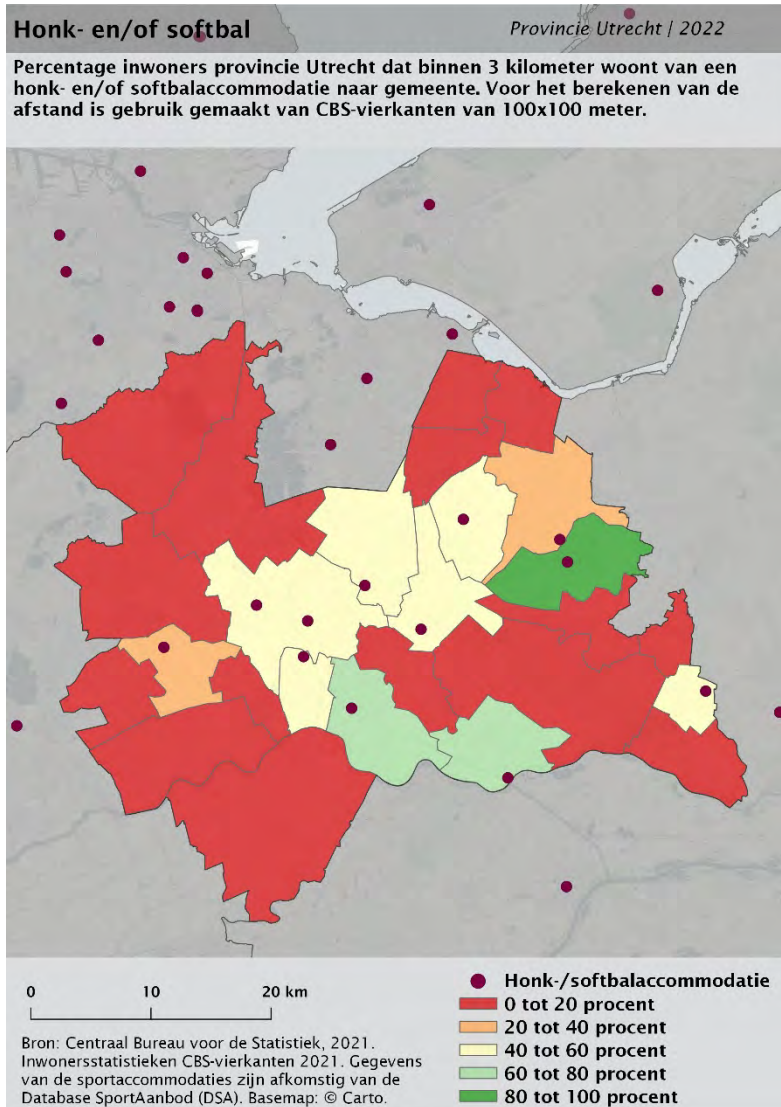 Honk- en/of softbal
Provincie Utrecht | 2022
Percentage inwoners provincie Utrecht dat binnen 3 kilometer woont van een
honk- en/of softbalaccommodatie naar gemeente. Voor het berekenen van de
afstand is gebruik gemaakt van CBS-vierkanten van 100x100 meter.
0 10 20 km
Bron: Centraal Bureau voor de Statistiek, 2021.
Inwonersstatistieken CBS-vierkanten 2021. Gegevens
van de sportaccommodaties zijn afkomstig van de
Database SportAanbod (DSA). Basemap: © Carto.
Honk-/softbalaccommodatie
0 tot 20 procent
20 tot 40 procent
40 tot 60 procent
60 tot 80 procent
80 tot 100 procent